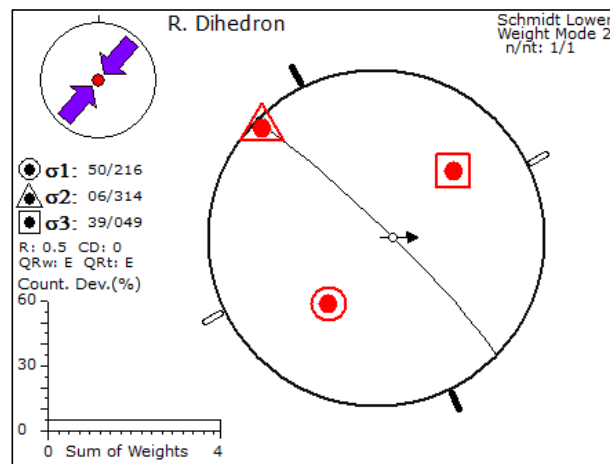 R. Dihedron
Schmidt Lower
Weight Mode 2
n/nt: 1/1
σ1: 50/216
σ2: 06/314
σ3: 39/049
R: 0.5 CD: 0
QRw: E QRt: E
Count. Dev.(%)
60
30
0
0 Sum of Weights 4